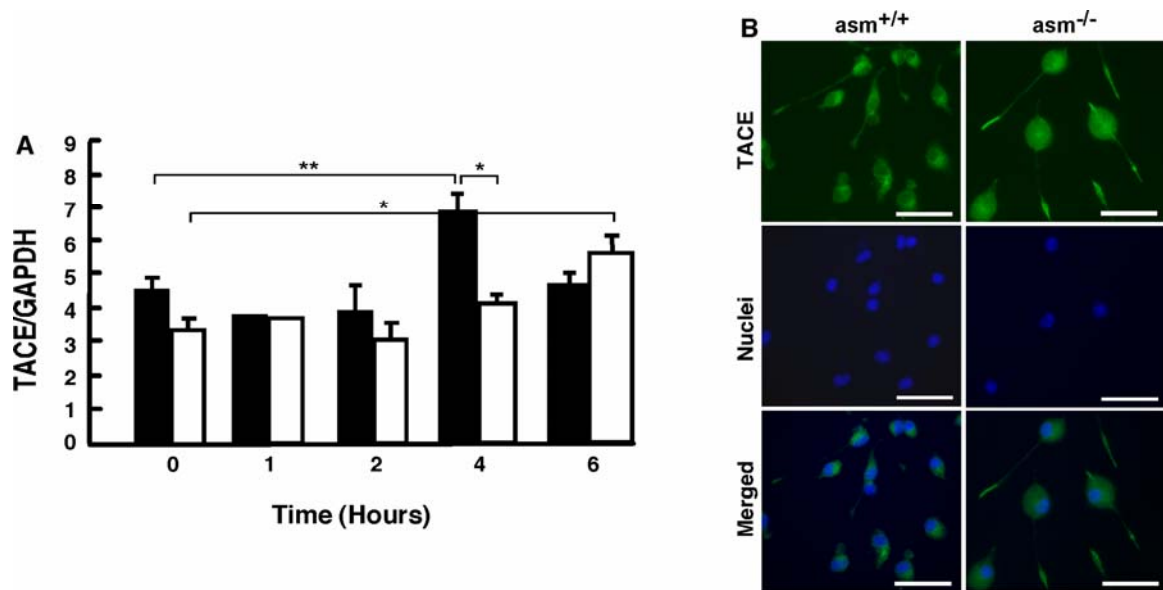 A
9
8
7
6
5
4
3
2
1
0
TACE/GAPDH
**
*
*
0 1 2 4 6
Time (Hours)
B
asm+/+ asm-/-
TACE
Nuclei
Merged